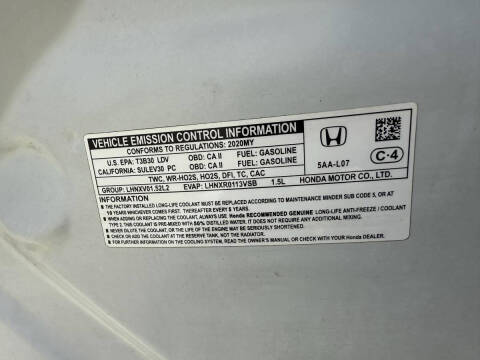 VEHICLE EMISSION CONTROL INFORMATION
CONFORMS TO REGULATIONS: 2020MY
U.S. EPA: T3B30 LDV OBD: CA II FUEL: GASOLINE
CALIFORNIA: SULEV30 PC OBD: CA II FUEL: GASOLINE
TWC, WR-HO2S, HO2S, DFI, TC, CAC
GROUP: LHNXV01.52L2 EVAP: LHNXR0113VSB 1.5L
5AA-L07
C-4
HONDA MOTOR CO., LTD.
INFORMATION
■ THE FACTORY INSTALLED LONG-LIFE COOLANT MUST BE CHANGED ACCORDING TO MAINTENANCE MINDER SUB CODE 5, OR AT
10 YEARS WHICHEVER COMES FIRST. THEREAFTER CHANGE IT EVERY 5 YEARS.
■ WHEN ADDING OR REPLACING COOLANT ALWAYS USE Honda RECOMMENDED GENUINE LONG-LIFE ANTI-FREEZE / COOLANT
TYPE 2. THIS COOLANT IS PRE-MIXED WITH 50% DISTILLED WATER AND DOES NOT NEED ANY ADDITIONAL MIXING.
■ NEVER DILUTE THE COOLANT, OR THE LIFE OF THE ENGINE MAY BE SERIOUSLY SHORTENED.
■ CHECK AND ADD COOLANT AT THE RESERVE TANK, NOT THE RADIATOR.
■ FOR FURTHER INFORMATION ON THE COOLING SYSTEM, READ THE OWNER'S MANUAL OR CHECK WITH YOUR Honda DEALER.